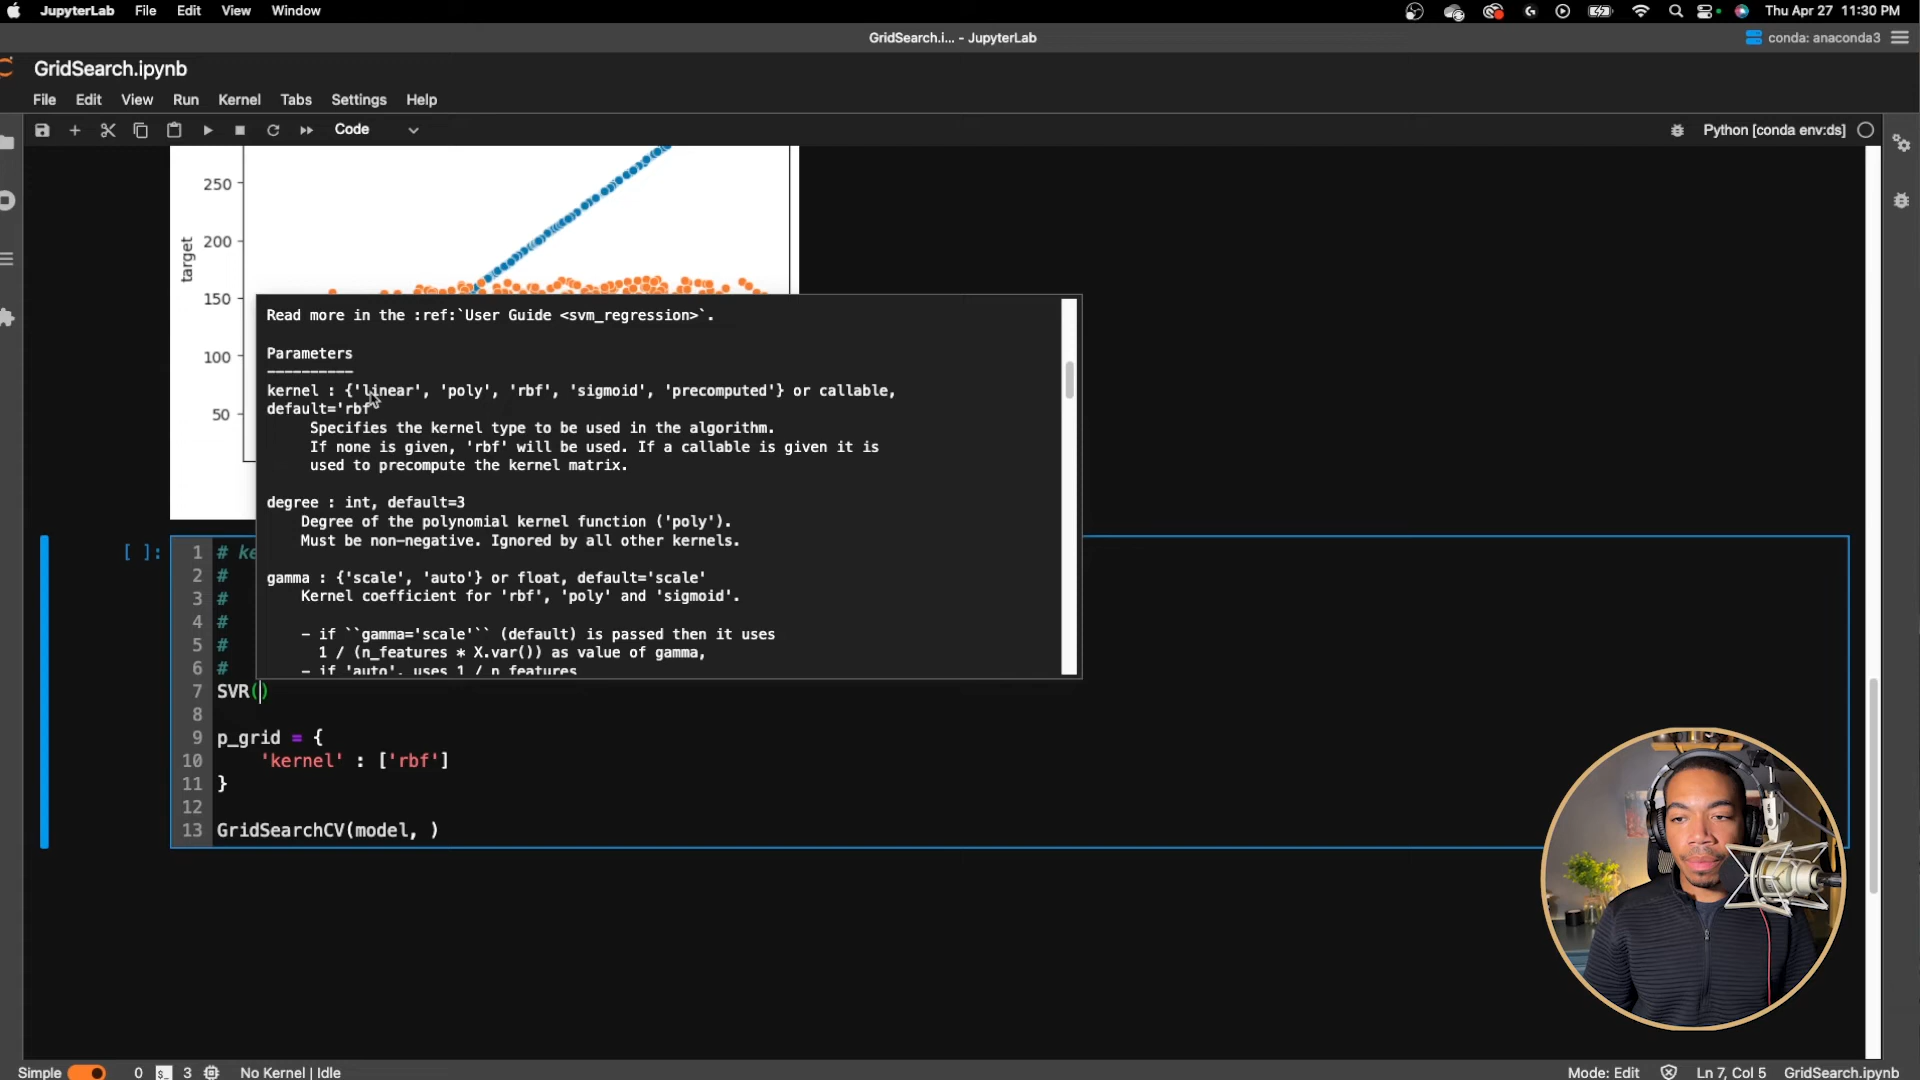 JupyterLab File Edit View Window Thu Apr 27 11:30 PM
GridSearch.i... - JupyterLab conda: anaconda3
GridSearch.ipynb
File Edit View Run Kernel Tabs Settings Help
Code Python [conda env:ds]
250
200
150
100
50
target
Read more in the :ref:`User Guide <svm_regression>`.
Parameters
----------
kernel : {'linear', 'poly', 'rbf', 'sigmoid', 'precomputed'} or callable,
default='rbf'
Specifies the kernel type to be used in the algorithm.
If none is given, 'rbf' will be used. If a callable is given it is
used to precompute the kernel matrix.
degree : int, default=3
Degree of the polynomial kernel function ('poly').
Must be non-negative. Ignored by all other kernels.
gamma : {'scale', 'auto'} or float, default='scale'
Kernel coefficient for 'rbf', 'poly' and 'sigmoid'.
- if ``gamma='scale'`` (default) is passed then it uses
1 / (n_features * X.var()) as value of gamma,
- if 'auto', uses 1 / n_features
[ ]: 1 # ke
2 #
3 #
4 #
5 #
6 #
7 SVR()
8
9 p_grid = {
10 'kernel' : ['rbf']
11 }
12
13 GridSearchCV(model, )
Simple 0 3 No Kernel | Idle Mode: Edit Ln 7, Col 5 GridSearch.ipynb